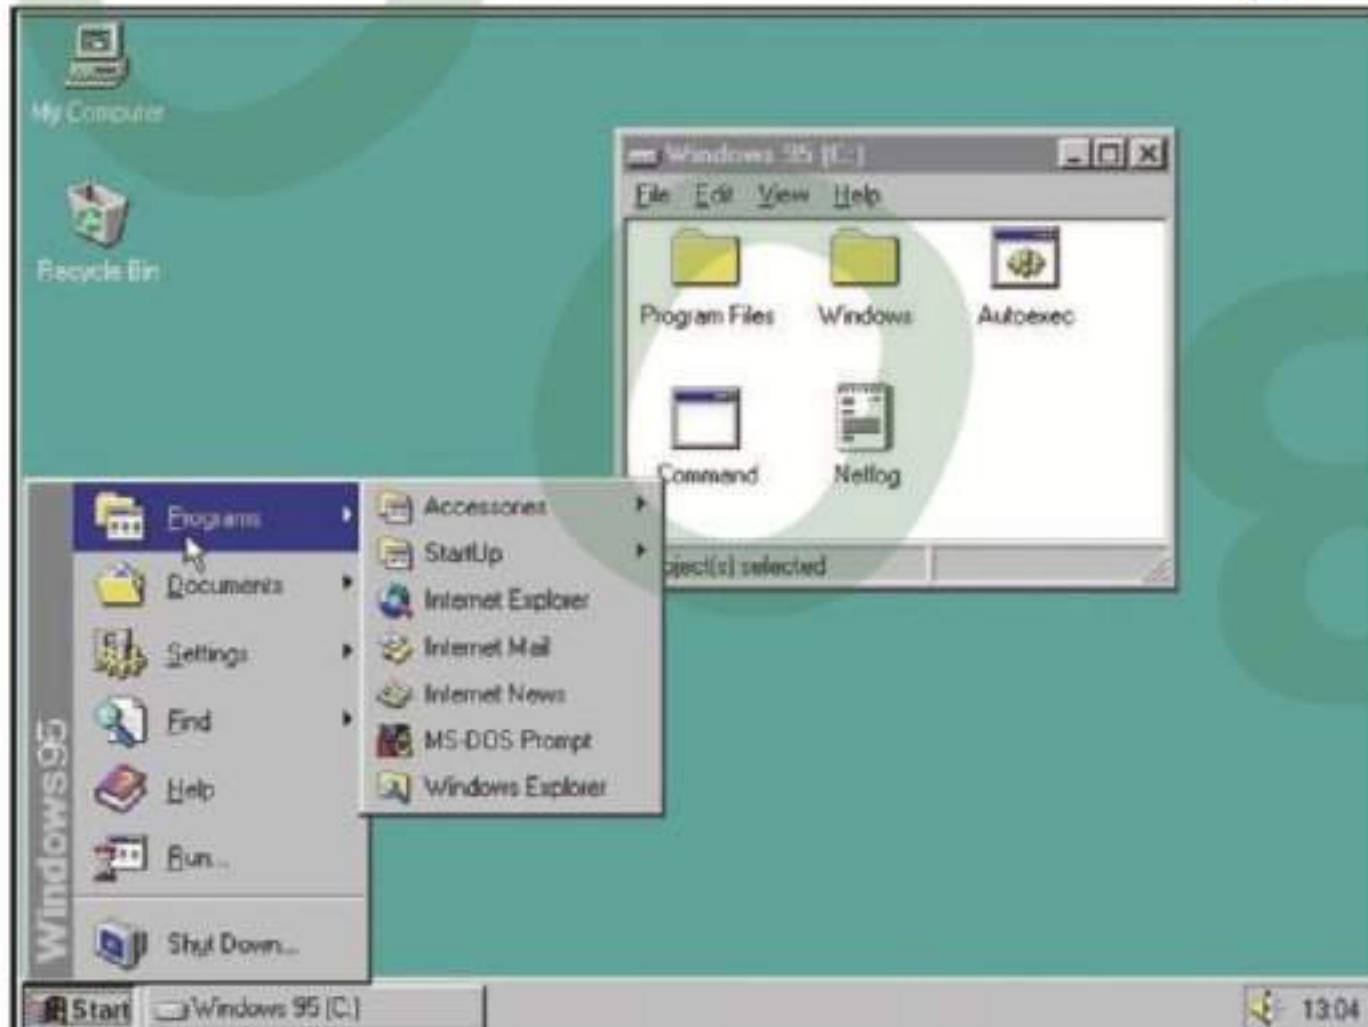 My Computer
Recycle Bin
Windows 95 (C:)
File Edit View Help
Program Files Windows Autoexec
Command Netlog
object(s) selected
Programs
Documents
Settings
Find
Help
Run...
Shut Down...
Windows95
Accessories
StartUp
Internet Explorer
Internet Mail
Internet News
MS-DOS Prompt
Windows Explorer
Start Windows 95 (C:) 13:04